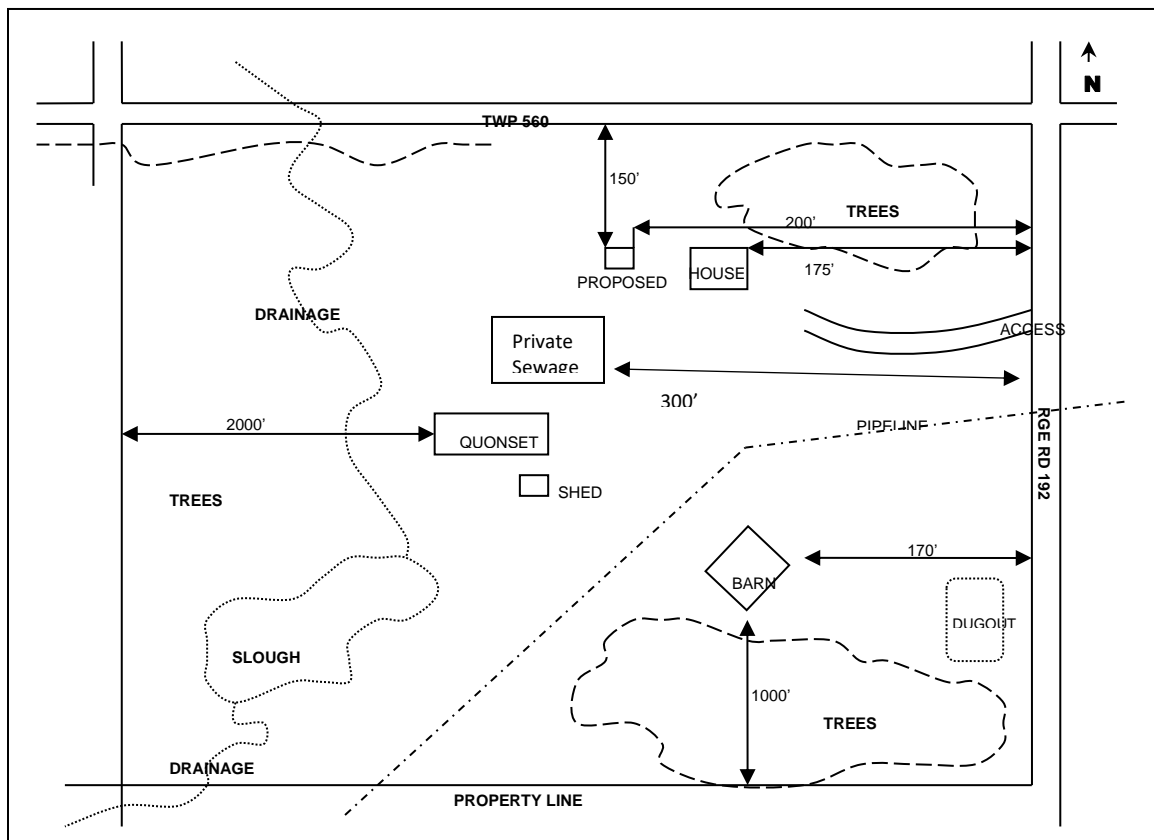 N
TWP 560
150'
TREES
200'
HOUSE
175'
PROPOSED
DRAINAGE
ACCESS
Private
Sewage
300'
2000'
QUONSET
PIPELINE
RGE RD 192
SHED
TREES
170'
BARN
DUGOUT
SLOUGH
1000'
TREES
DRAINAGE
PROPERTY LINE